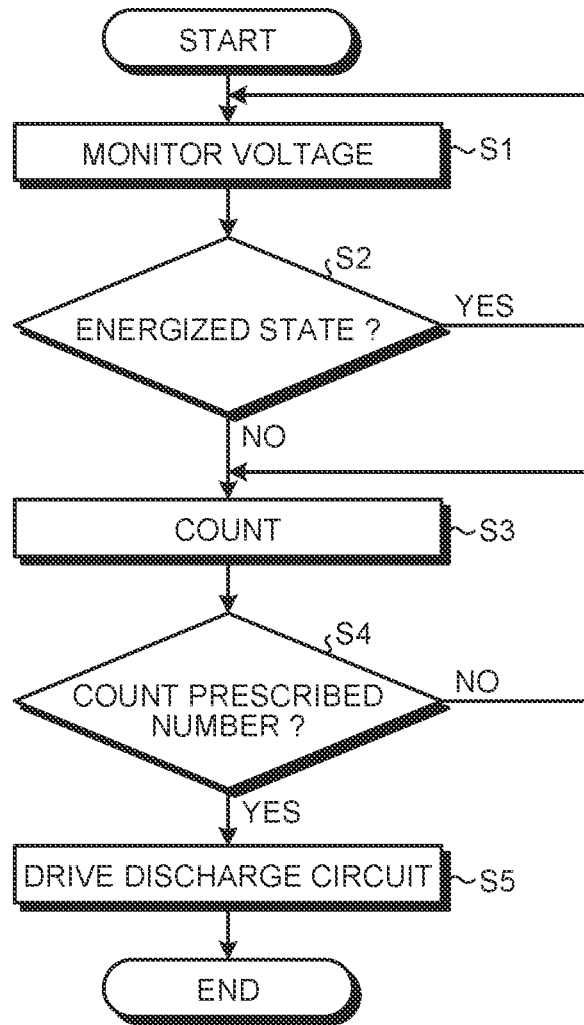 START
MONITOR VOLTAGE
S1
S2
ENERGIZED STATE ?
YES
NO
COUNT
S3
S4
COUNT PRESCRIBED
NUMBER ?
NO
YES
DRIVE DISCHARGE CIRCUIT
S5
END